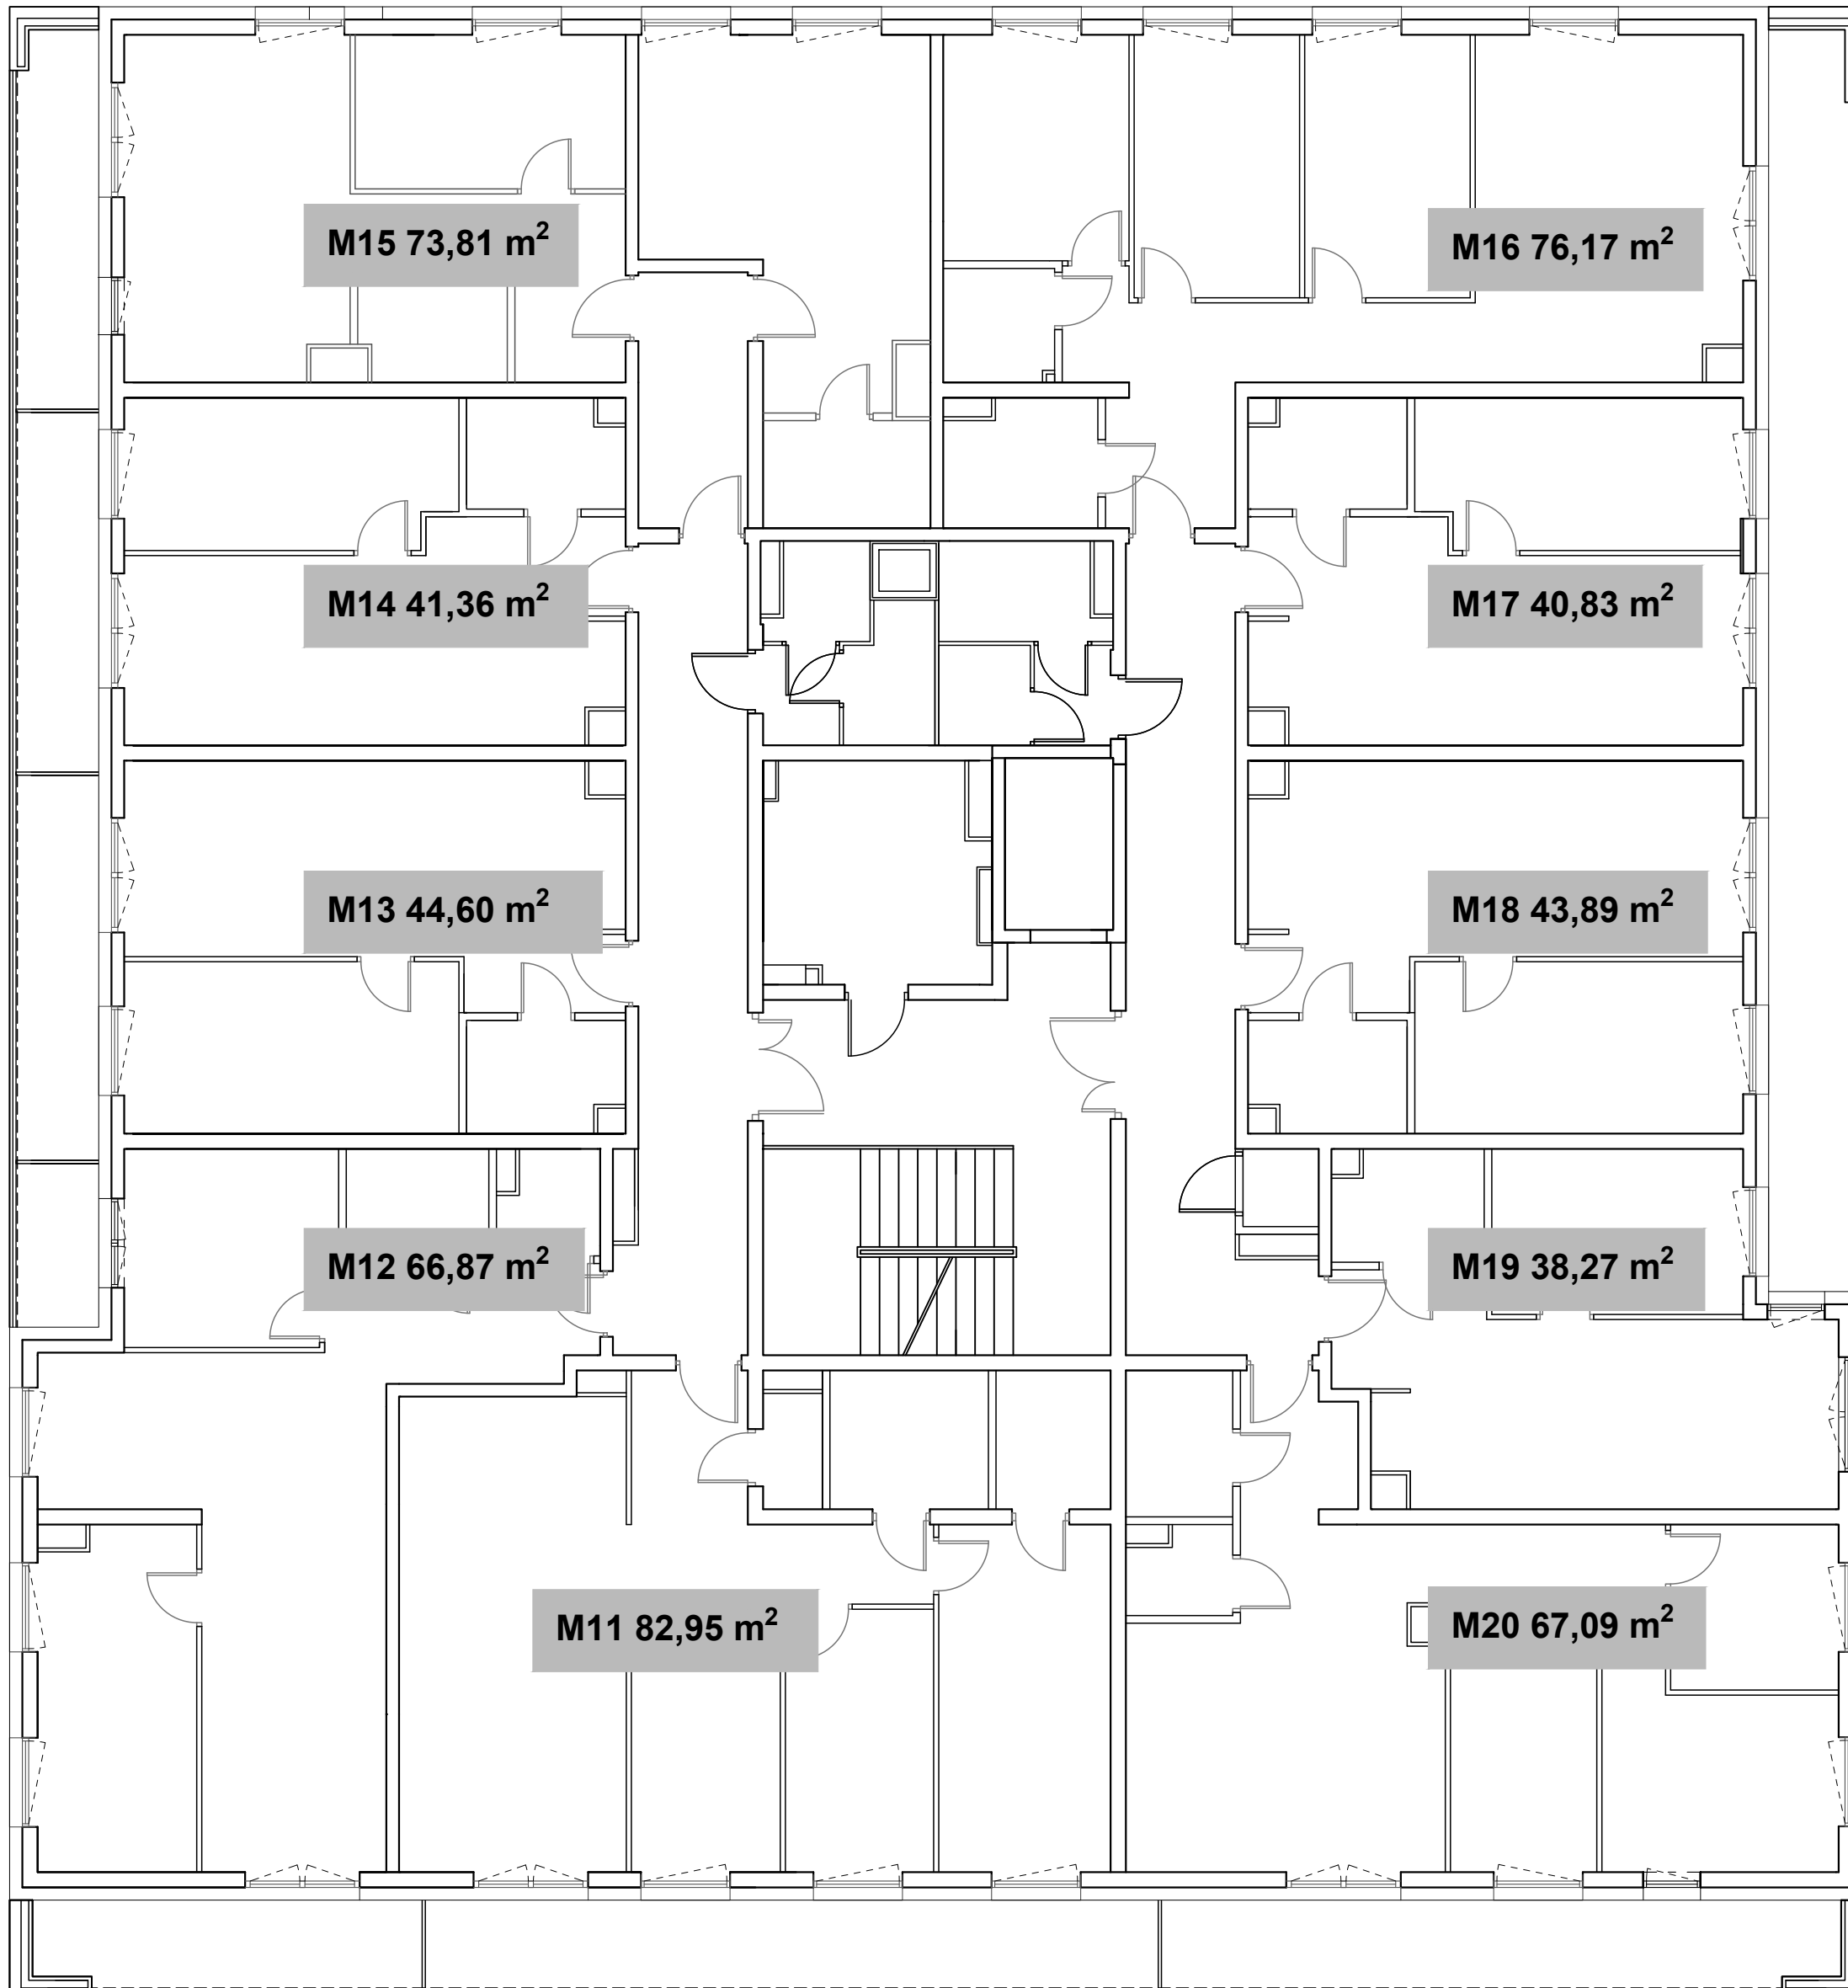 M15 73,81 m²
M16 76,17 m²
M14 41,36 m²
M17 40,83 m²
M13 44,60 m²
M18 43,89 m²
M12 66,87 m²
M19 38,27 m²
M11 82,95 m²
M20 67,09 m²